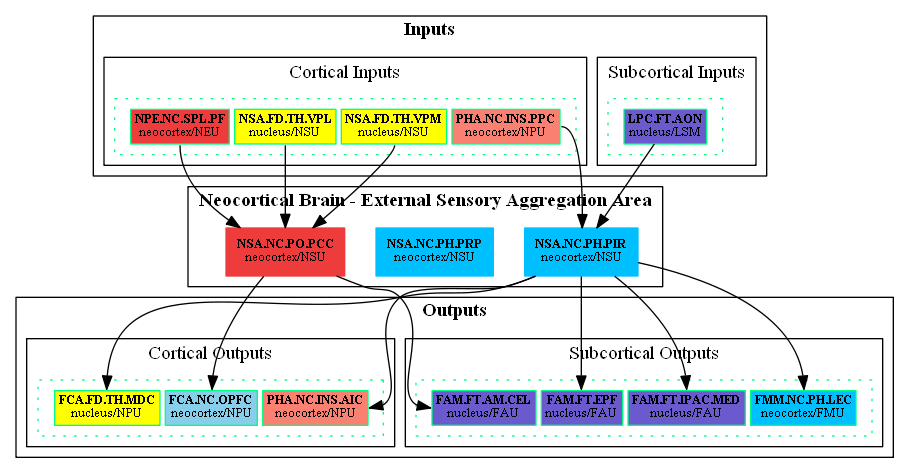 Inputs
Cortical Inputs
Subcortical Inputs
NPE.NC.SPL.PF
neocortex/NEU
NSA.FD.TH.VPL
nucleus/NSU
NSA.FD.TH.VPM
nucleus/NSU
PHA.NC.INS.PPC
neocortex/NPU
LPC.FT.AON
nucleus/LSM
Neocortical Brain - External Sensory Aggregation Area
NSA.NC.PO.PCC
neocortex/NSU
NSA.NC.PH.PRP
neocortex/NSU
NSA.NC.PH.PIR
neocortex/NSU
Outputs
Cortical Outputs
Subcortical Outputs
FCA.FD.TH.MDC
nucleus/NPU
FCA.NC.OPFC
neocortex/NPU
PHA.NC.INS.AIC
neocortex/NPU
FAM.FT.AM.CEL
nucleus/FAU
FAM.FT.EPF
nucleus/FAU
FAM.FT.IPAC.MED
nucleus/FAU
FMM.NC.PH.LEC
neocortex/FMU